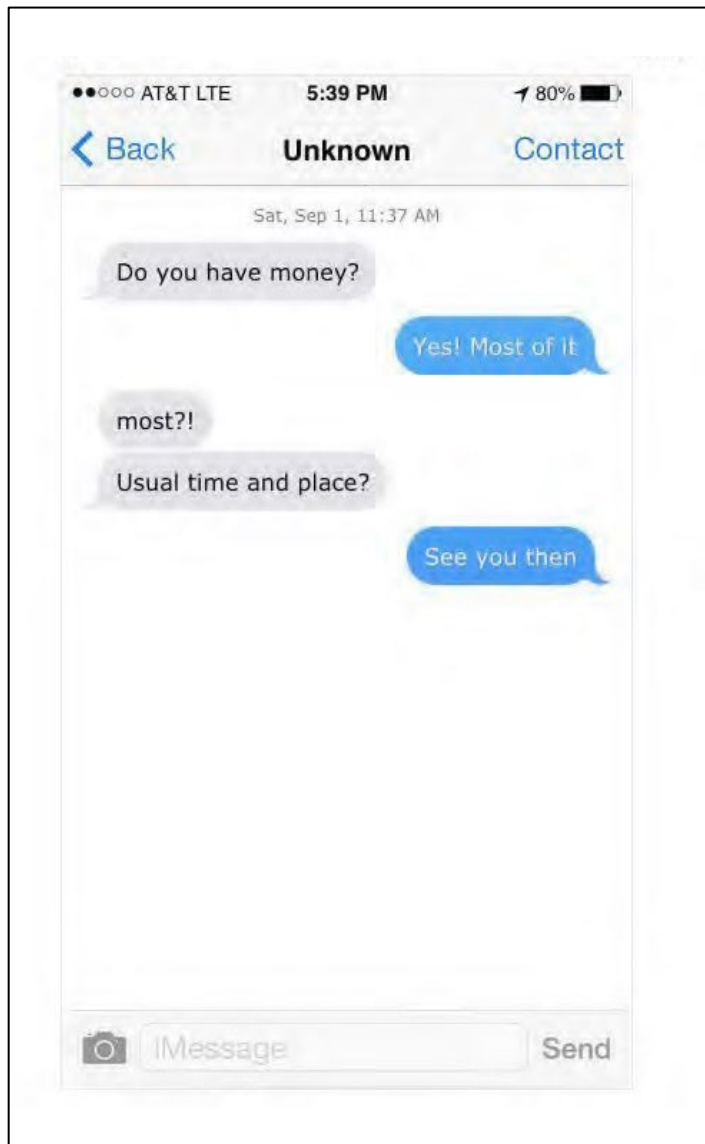 AT&T LTE 5:39 PM 80%
Back Unknown Contact
Sat, Sep 1, 11:37 AM
Do you have money?
Yes! Most of it
most?!
Usual time and place?
See you then
iMessage Send